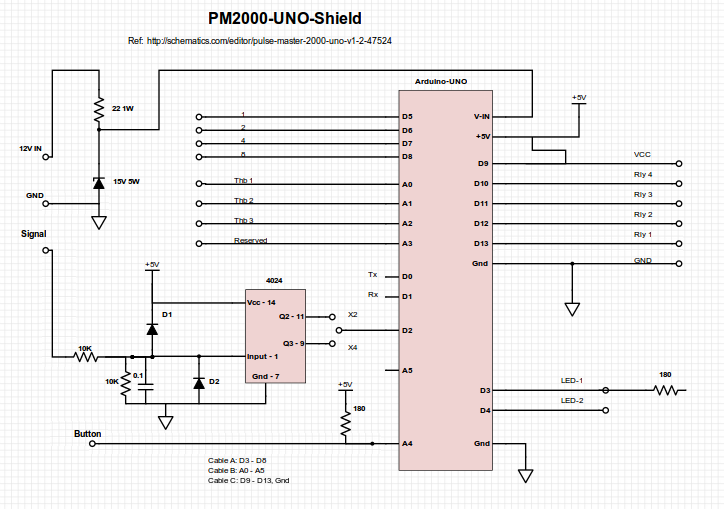 PM2000-UNO-Shield
Ref: http://schematics.com/editor/pulse-master-2000-uno-v1-2-47524
Arduino-UNO
22 1W
12V IN
15V 5W
GND
Signal
1
2
4
8
Thb 1
Thb 2
Thb 3
Reserved
Tx
Rx
D5
D6
D7
D8
A0
A1
A2
A3
D0
D1
D2
A5
A4
V-IN
+5V
D9
D10
D11
D12
D13
Gnd
D3
D4
Gnd
+5V
VCC
Rly 4
Rly 3
Rly 2
Rly 1
GND
+5V
D1
4024
Vcc - 14
Q2 - 11
Q3 - 9
Input - 1
Gnd - 7
X2
X4
10K
10K
0.1
D2
+5V
180
Button
LED-1
LED-2
180
Cable A: D3 - D8
Cable B: A0 - A5
Cable C: D9 - D13, Gnd